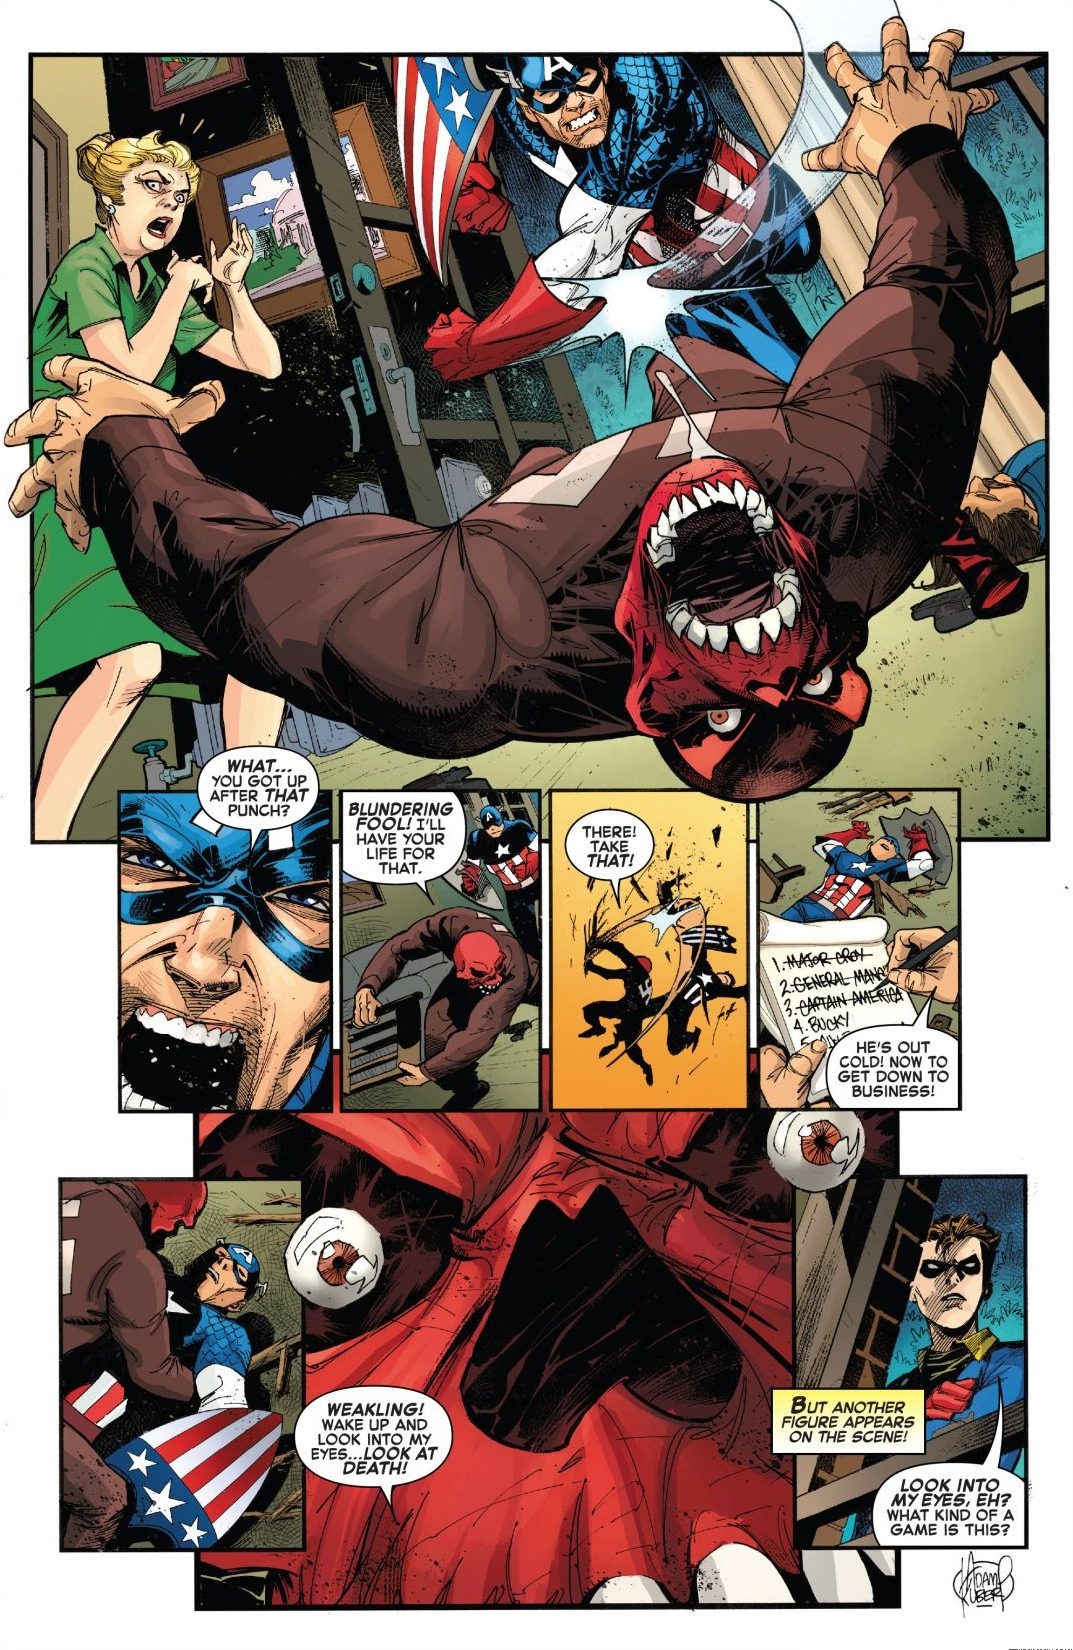 WHAT...
YOU GOT UP
AFTER THAT
PUNCH?
BLUNDERING
FOOL! I'LL
HAVE YOUR
LIFE FOR
THAT.
THERE!
TAKE
THAT!
1. MAJOR CROY
2. GENERAL MANG
3. CAPTAIN AMERICA
4. BUCKY
HE'S OUT
COLD! NOW TO
GET DOWN TO
BUSINESS!
WEAKLING!
WAKE UP AND
LOOK INTO MY
EYES...LOOK AT
DEATH!
BUT ANOTHER
FIGURE APPEARS
ON THE SCENE!
LOOK INTO
MY EYES, EH?
WHAT KIND OF A
GAME IS THIS?
ADAM
KUBERT